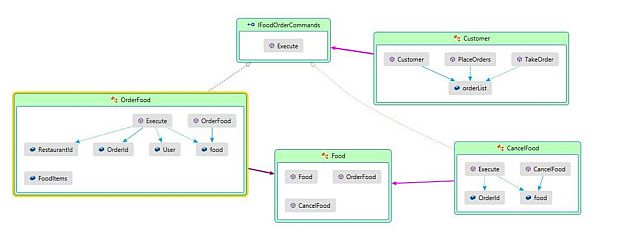 IFoodOrderCommands
Execute
Customer
Customer
PlaceOrders
TakeOrder
orderList
OrderFood
Execute
OrderFood
RestaurantId
OrderId
User
food
FoodItems
Food
Food
OrderFood
CancelFood
CancelFood
Execute
CancelFood
OrderId
food